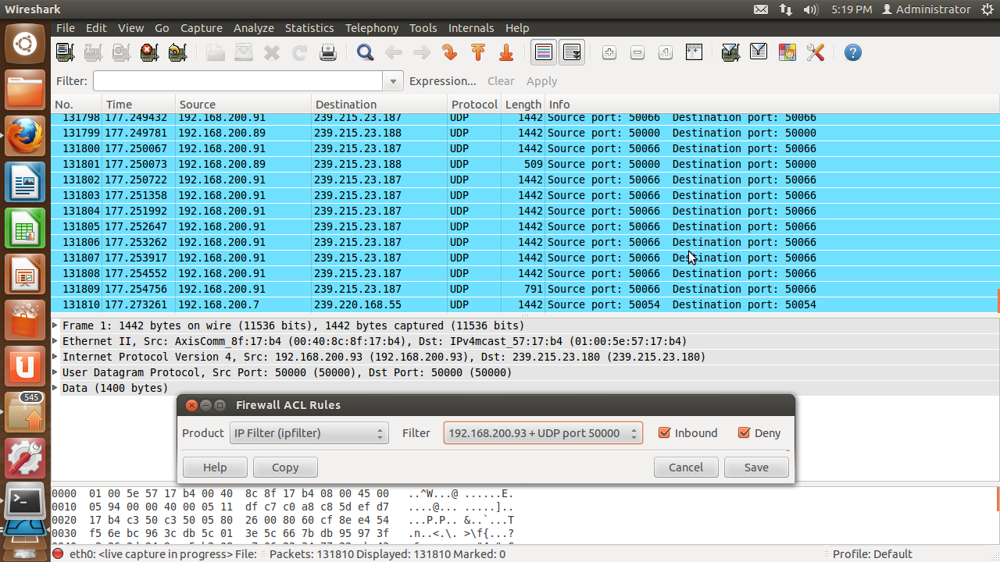 Wireshark 5:19 PM Administrator
File Edit View Go Capture Analyze Statistics Telephony Tools Internals Help
Filter: Expression... Clear Apply
No. Time Source Destination Protocol Length Info
131798 177.249432 192.168.200.91 239.215.23.187 UDP 1442 Source port: 50066 Destination port: 50066
131799 177.249781 192.168.200.89 239.215.23.188 UDP 1442 Source port: 50000 Destination port: 50000
131800 177.250067 192.168.200.91 239.215.23.187 UDP 1442 Source port: 50066 Destination port: 50066
131801 177.250073 192.168.200.89 239.215.23.188 UDP 509 Source port: 50000 Destination port: 50000
131802 177.250722 192.168.200.91 239.215.23.187 UDP 1442 Source port: 50066 Destination port: 50066
131803 177.251358 192.168.200.91 239.215.23.187 UDP 1442 Source port: 50066 Destination port: 50066
131804 177.251992 192.168.200.91 239.215.23.187 UDP 1442 Source port: 50066 Destination port: 50066
131805 177.252647 192.168.200.91 239.215.23.187 UDP 1442 Source port: 50066 Destination port: 50066
131806 177.253262 192.168.200.91 239.215.23.187 UDP 1442 Source port: 50066 Destination port: 50066
131807 177.253917 192.168.200.91 239.215.23.187 UDP 1442 Source port: 50066 Destination port: 50066
131808 177.254552 192.168.200.91 239.215.23.187 UDP 1442 Source port: 50066 Destination port: 50066
131809 177.254756 192.168.200.91 239.215.23.187 UDP 791 Source port: 50066 Destination port: 50066
131810 177.273261 192.168.200.7 239.220.168.55 UDP 1442 Source port: 50054 Destination port: 50054
Frame 1: 1442 bytes on wire (11536 bits), 1442 bytes captured (11536 bits)
Ethernet II, Src: AxisComm_8f:17:b4 (00:40:8c:8f:17:b4), Dst: IPv4mcast_57:17:b4 (01:00:5e:57:17:b4)
Internet Protocol Version 4, Src: 192.168.200.93 (192.168.200.93), Dst: 239.215.23.180 (239.215.23.180)
User Datagram Protocol, Src Port: 50000 (50000), Dst Port: 50000 (50000)
Data (1400 bytes)
545
Firewall ACL Rules
Product IP Filter (ipfilter) Filter 192.168.200.93 + UDP port 50000 Inbound Deny
Help Copy Cancel Save
0000 01 00 5e 57 17 b4 00 40 8c 8f 17 b4 08 00 45 00 ..^W...@ ......E.
0010 05 94 00 00 40 00 05 11 df c7 c0 a8 c8 5d ef d7 ....@... .....]..
0020 17 b4 c3 50 c3 50 05 80 26 00 80 60 cf 8e e4 54 ...P.P.. &..`...T
0030 f5 6e bc 96 3c db 5c 01 3e 5c 66 7b db 95 97 3f .n..<.\. >\f{...?
eth0: <live capture in progress> File: Packets: 131810 Displayed: 131810 Marked: 0 Profile: Default